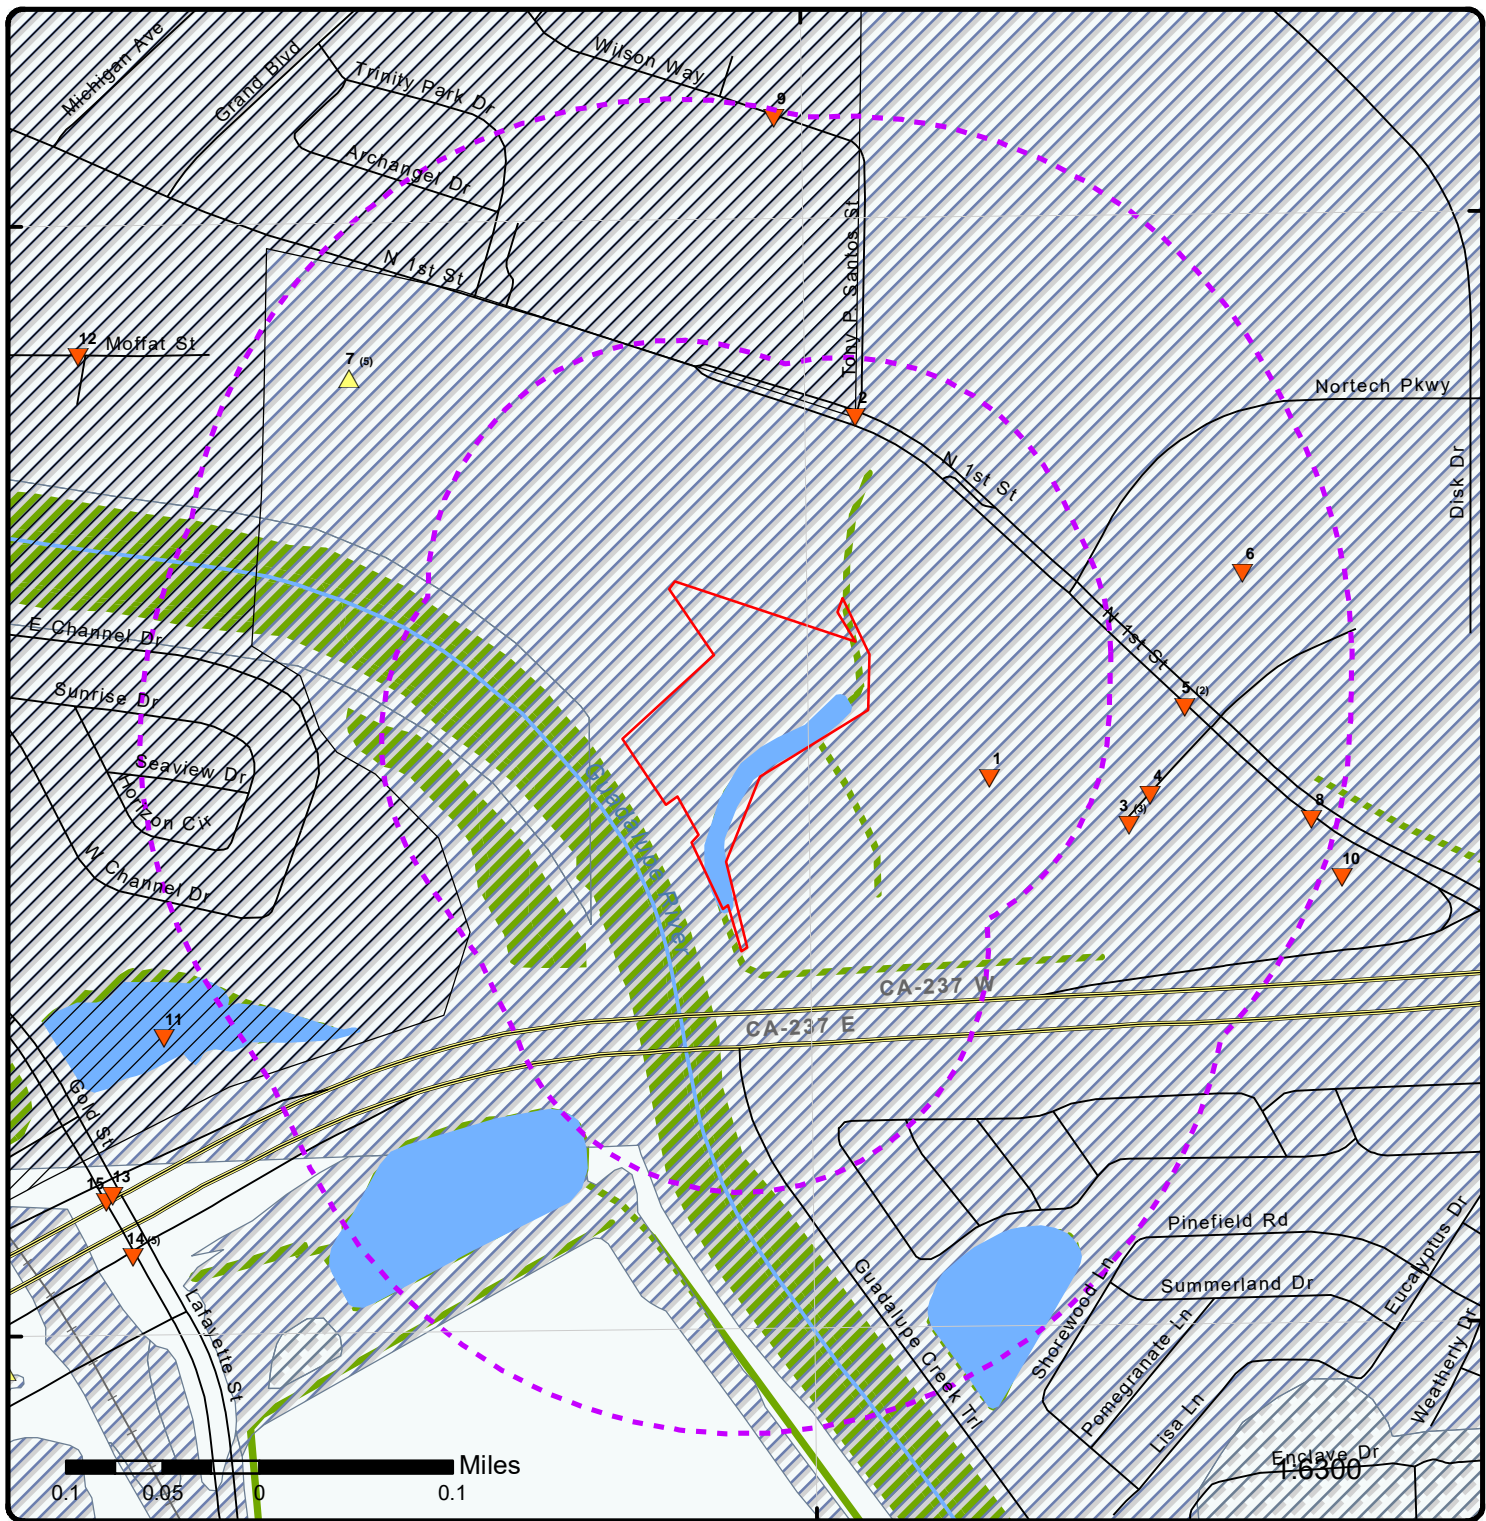 Michigan Ave
Grand Blvd
Trinity Park Dr
Wilson Way
9
Archangel Dr
N 1st St
Tony P Santos St
12
Moffat St
7 (5)
2
Nortech Pkwy
Disk Dr
N 1st St
6
E Channel Dr
N 1st St
Sunrise Dr
5 (2)
Seaview Dr
1
4
3 (3)
8
Horizon Cir
W Channel Dr
Guadalupe River
10
CA-237 W
CA-237 E
11
Gold St
15
13
14
Lafayette St
Guadalupe Creek Trl
Pinefield Rd
Summerland Dr
Eucalyptus Dr
Shorewood Ln
Pomegranate Ln
Lisa Ln
Weatherly Dr
Enclave Dr
1:6300
Miles
0.1
0.05
0
0.1